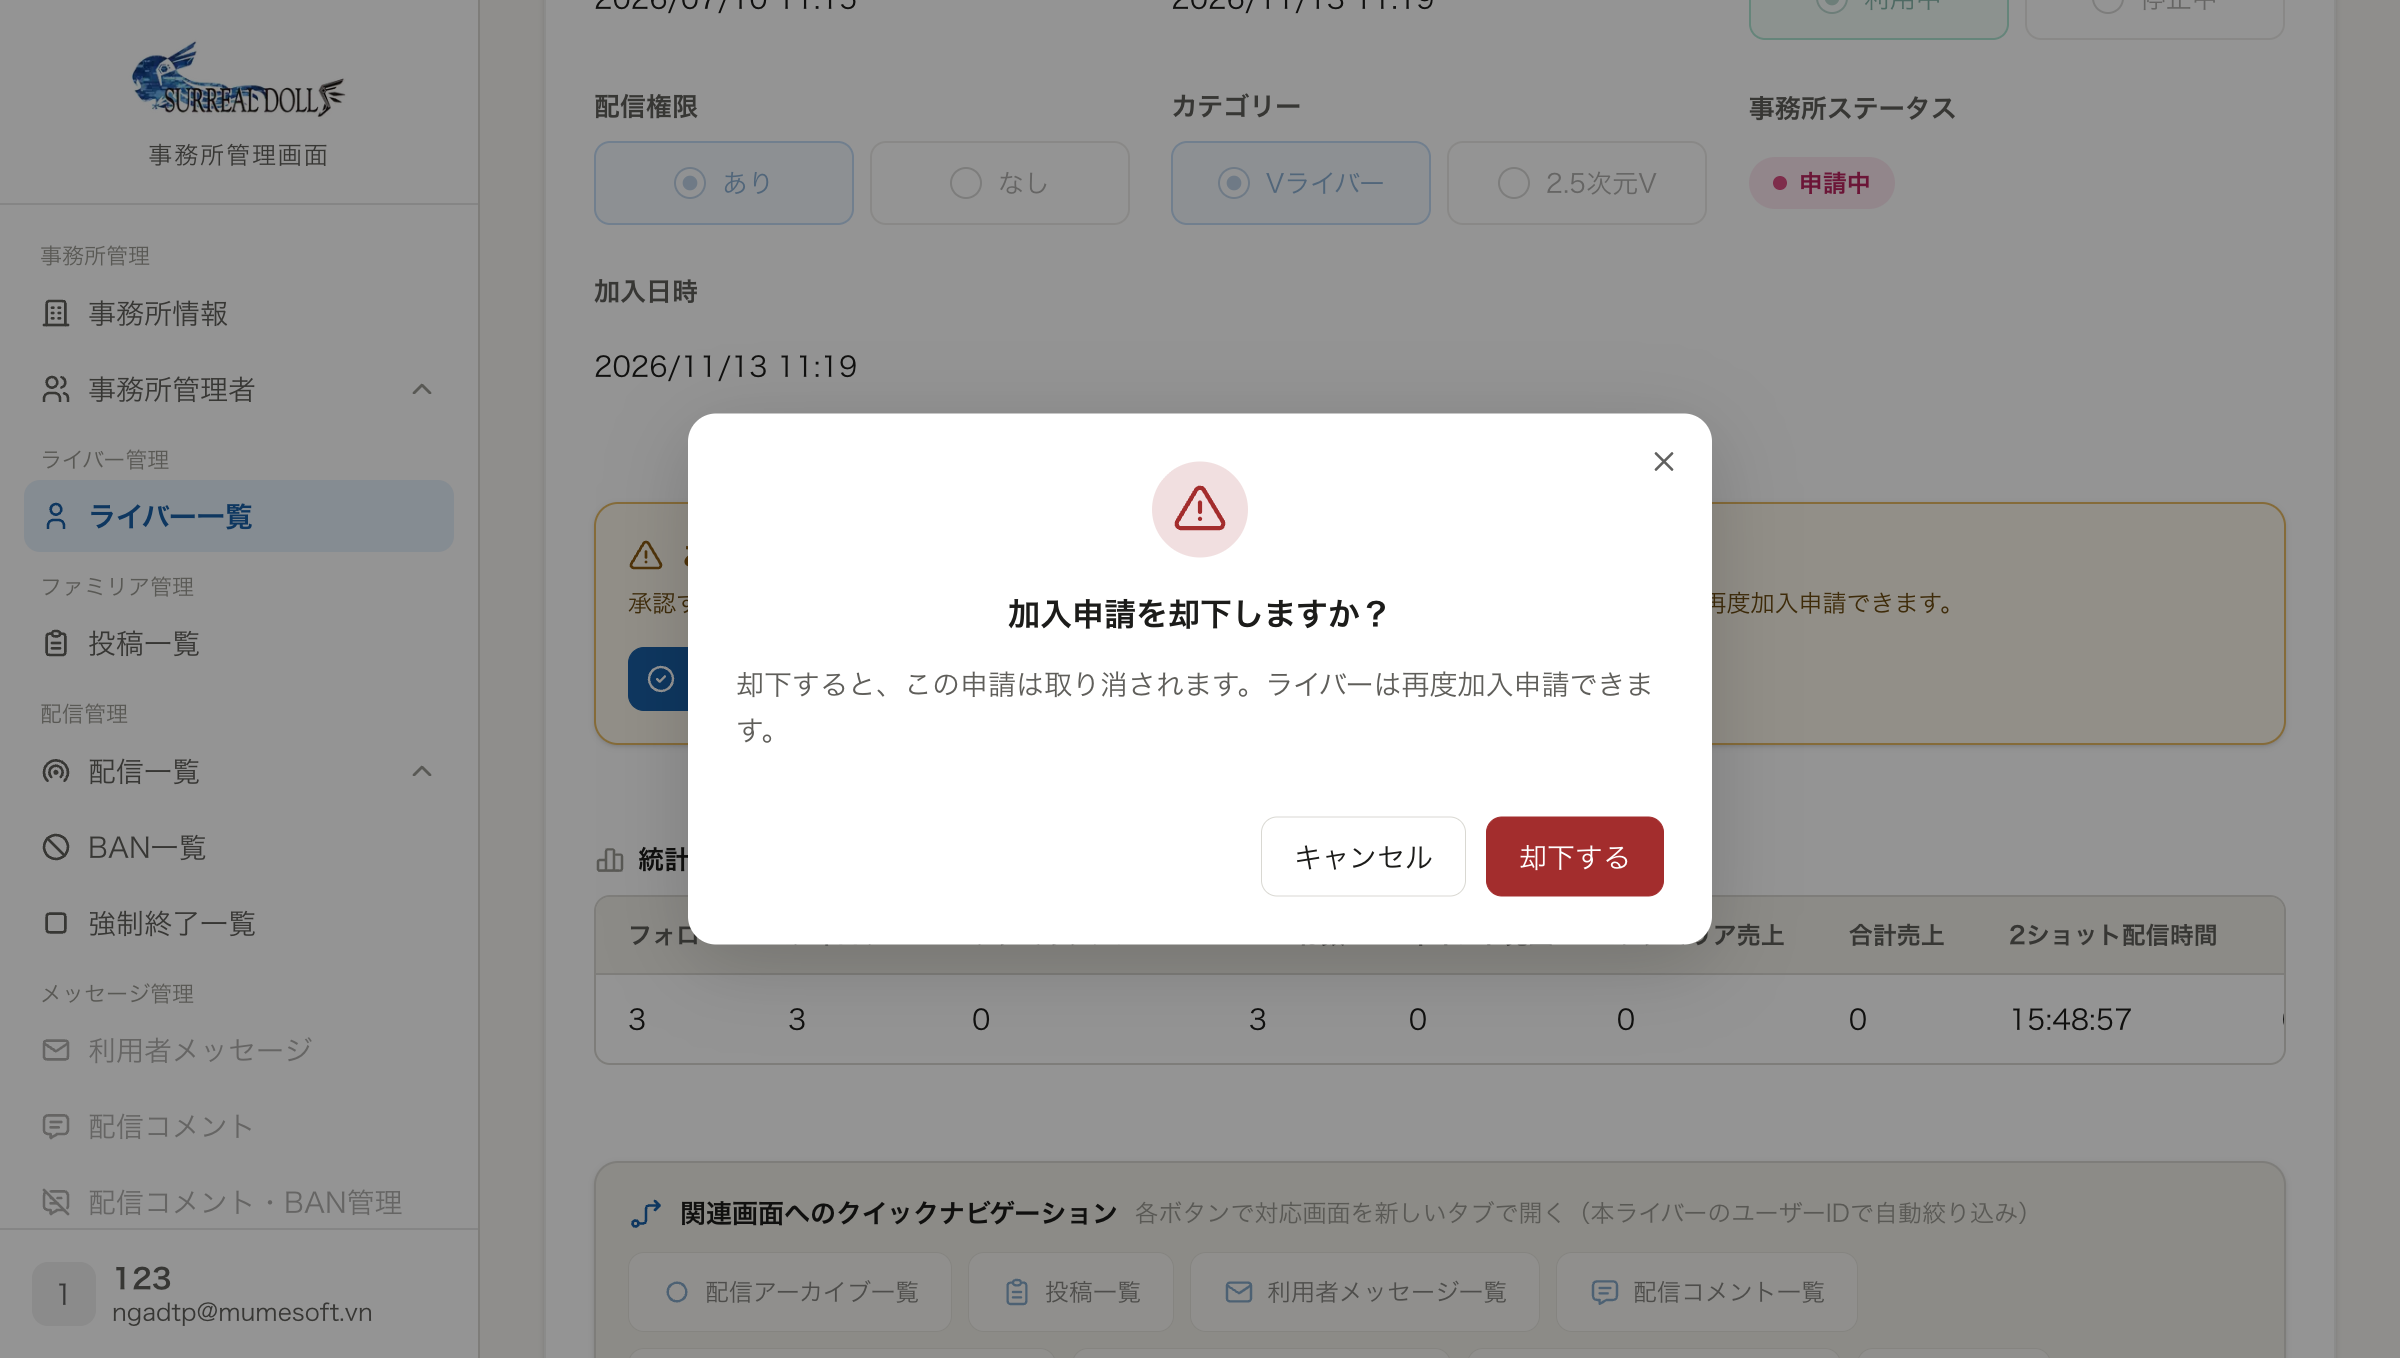 2026/07/10 11:15
2026/11/13 11:19
利用中
停止中
SURREAL DOLL
事務所管理画面
配信権限
カテゴリー
事務所ステータス
あり
なし
Vライバー
2.5次元V
申請中
事務所管理
事務所情報
加入日時
2026/11/13 11:19
事務所管理者
ライバー管理
ライバー一覧
ファミリア管理
投稿一覧
承認す
再度加入申請できます。
加入申請を却下しますか？
却下すると、この申請は取り消されます。ライバーは再度加入申請できま
す。
キャンセル
却下する
配信管理
配信一覧
BAN一覧
強制終了一覧
統計
フォロ
ア売上
合計売上
2ショット配信時間
3
3
0
3
0
0
0
15:48:57
メッセージ管理
利用者メッセージ
配信コメント
配信コメント・BAN管理
関連画面へのクイックナビゲーション
各ボタンで対応画面を新しいタブで開く（本ライバーのユーザーIDで自動絞り込み）
配信アーカイブ一覧
投稿一覧
利用者メッセージ一覧
配信コメント一覧
1
123
ngadtp@mumesoft.vn